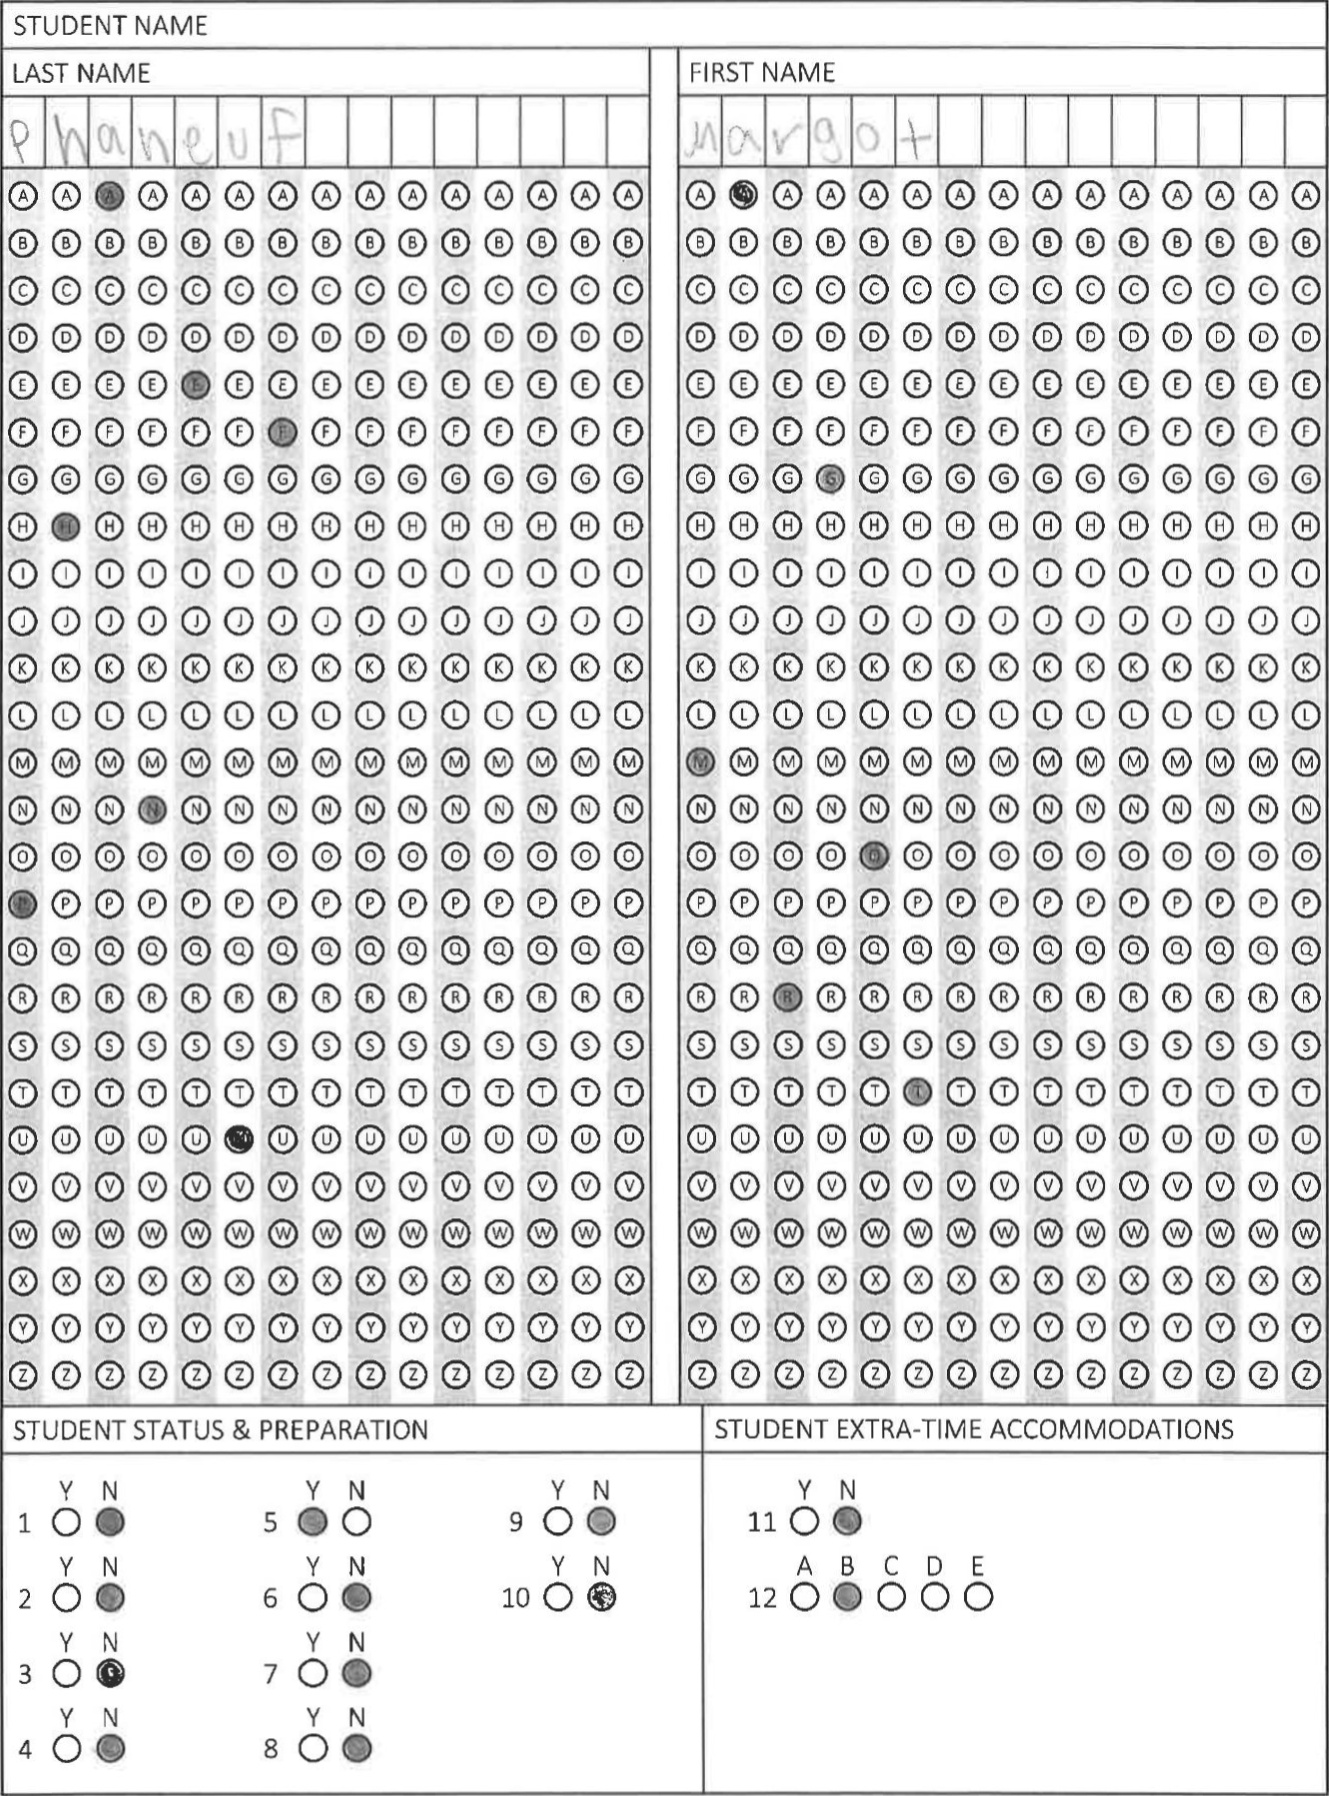 STUDENT NAME
LAST NAME FIRST NAME
Phaneuf Margot
A A A A A A A A A A A A A A A A A A A A A A A A A A A A A A
B B B B B B B B B B B B B B B B B B B B B B B B B B B B B B
C C C C C C C C C C C C C C C C C C C C C C C C C C C C C C
D D D D D D D D D D D D D D D D D D D D D D D D D D D D D D
E E E E E E E E E E E E E E E E E E E E E E E E E E E E E E
F F F F F F F F F F F F F F F F F F F F F F F F F F F F F F
G G G G G G G G G G G G G G G G G G G G G G G G G G G G G G
H H H H H H H H H H H H H H H H H H H H H H H H H H H H H H
I I I I I I I I I I I I I I I I I I I I I I I I I I I I I I
J J J J J J J J J J J J J J J J J J J J J J J J J J J J J J
K K K K K K K K K K K K K K K K K K K K K K K K K K K K K K
L L L L L L L L L L L L L L L L L L L L L L L L L L L L L L
M M M M M M M M M M M M M M M M M M M M M M M M M M M M M M
N N N N N N N N N N N N N N N N N N N N N N N N N N N N N N
O O O O O O O O O O O O O O O O O O O O O O O O O O O O O O
P P P P P P P P P P P P P P P P P P P P P P P P P P P P P P
Q Q Q Q Q Q Q Q Q Q Q Q Q Q Q Q Q Q Q Q Q Q Q Q Q Q Q Q Q Q
R R R R R R R R R R R R R R R R R R R R R R R R R R R R R R
S S S S S S S S S S S S S S S S S S S S S S S S S S S S S S
T T T T T T T T T T T T T T T T T T T T T T T T T T T T T T
U U U U U U U U U U U U U U U U U U U U U U U U U U U U U U
V V V V V V V V V V V V V V V V V V V V V V V V V V V V V V
W W W W W W W W W W W W W W W W W W W W W W W W W W W W W W
X X X X X X X X X X X X X X X X X X X X X X X X X X X X X X
Y Y Y Y Y Y Y Y Y Y Y Y Y Y Y Y Y Y Y Y Y Y Y Y Y Y Y Y Y Y
Z Z Z Z Z Z Z Z Z Z Z Z Z Z Z Z Z Z Z Z Z Z Z Z Z Z Z Z Z Z
STUDENT STATUS & PREPARATION STUDENT EXTRA-TIME ACCOMMODATIONS
Y N Y N Y N Y N
1 5 9 11
Y N Y N Y N A B C D E
2 6 10 12
Y N Y N
3 7
Y N Y N
4 8